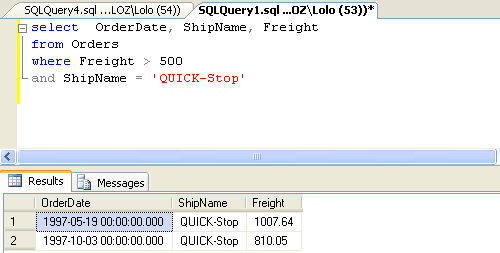 SQLQuery4.sql ...LOZ\Lolo (54)) SQLQuery1.sql ...OZ\Lolo (53))*
select OrderDate, ShipName, Freight
from Orders
where Freight > 500
and ShipName = 'QUICK-Stop'
Results Messages
OrderDate ShipName Freight
1 1997-05-19 00:00:00.000 QUICK-Stop 1007.64
2 1997-10-03 00:00:00.000 QUICK-Stop 810.05